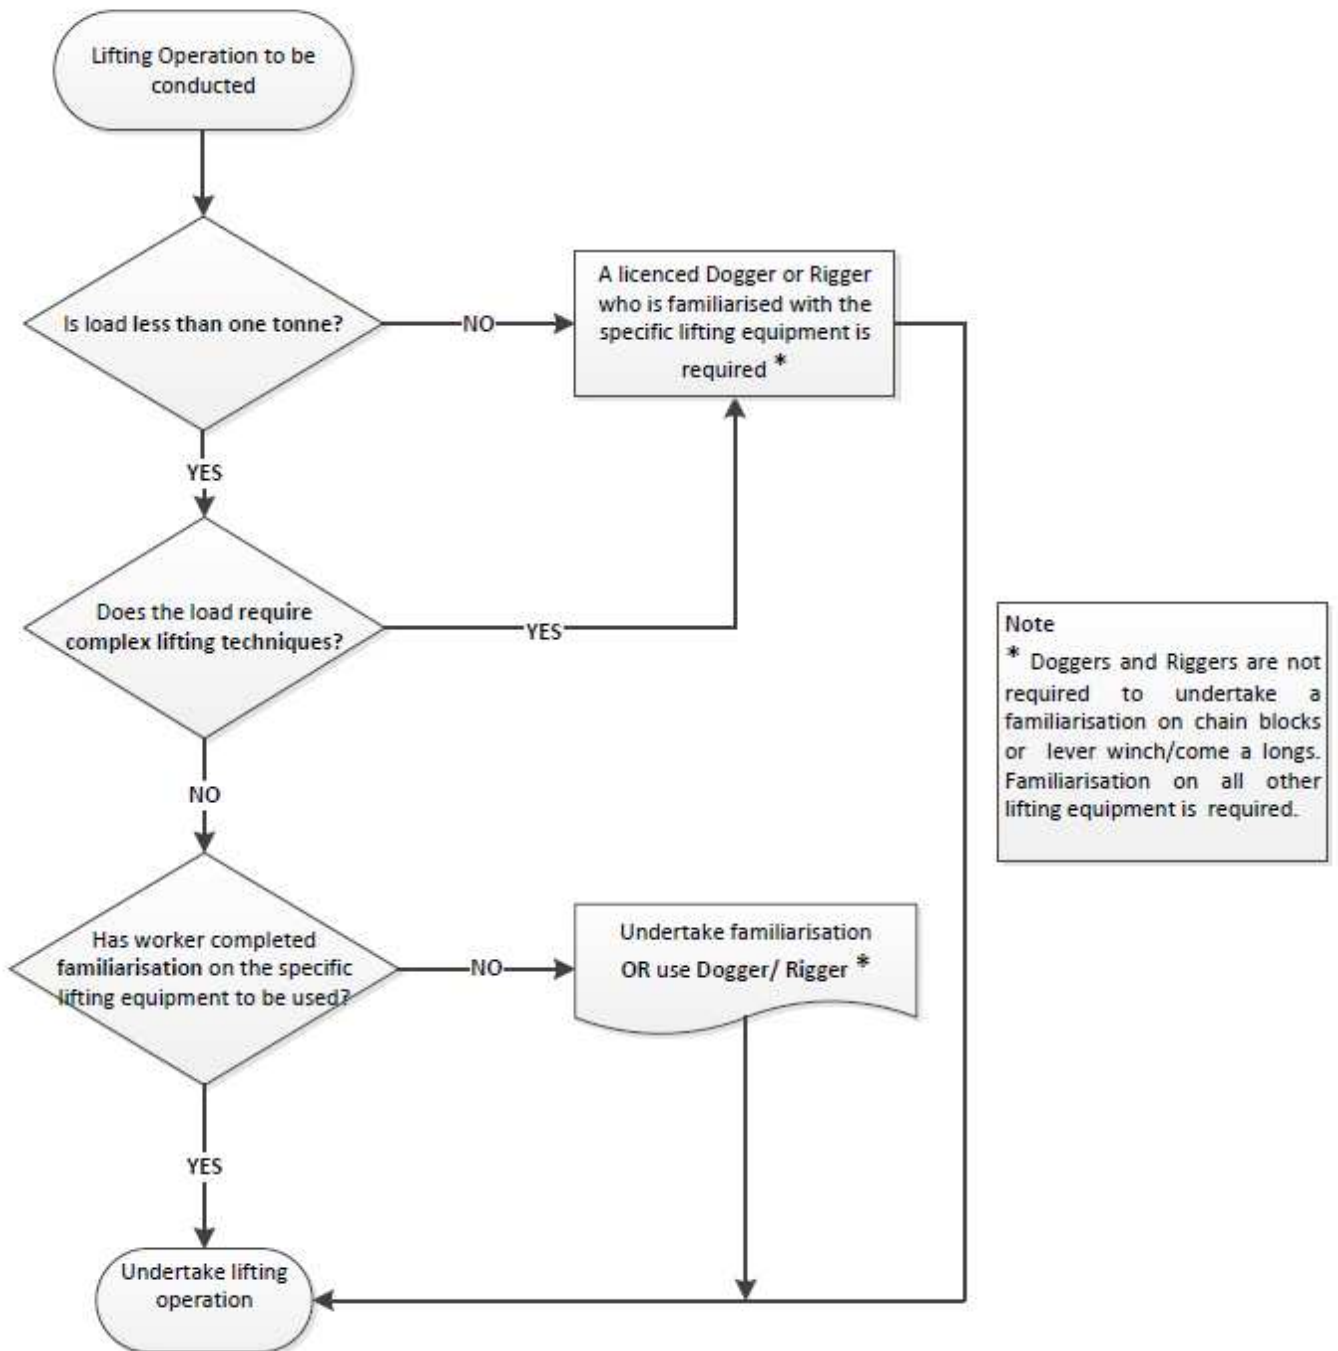 Lifting Operation to be
conducted
Is load less than one tonne?
NO
A licenced Dogger or Rigger
who is familiarised with the
specific lifting equipment is
required *
YES
Does the load require
complex lifting techniques?
YES
NO
Note
* Doggers and Riggers are not
required to undertake a
familiarisation on chain blocks
or lever winch/come a longs.
Familiarisation on all other
lifting equipment is required.
Has worker completed
familiarisation on the specific
lifting equipment to be used?
NO
Undertake familiarisation
OR use Dogger/ Rigger *
YES
Undertake lifting
operation